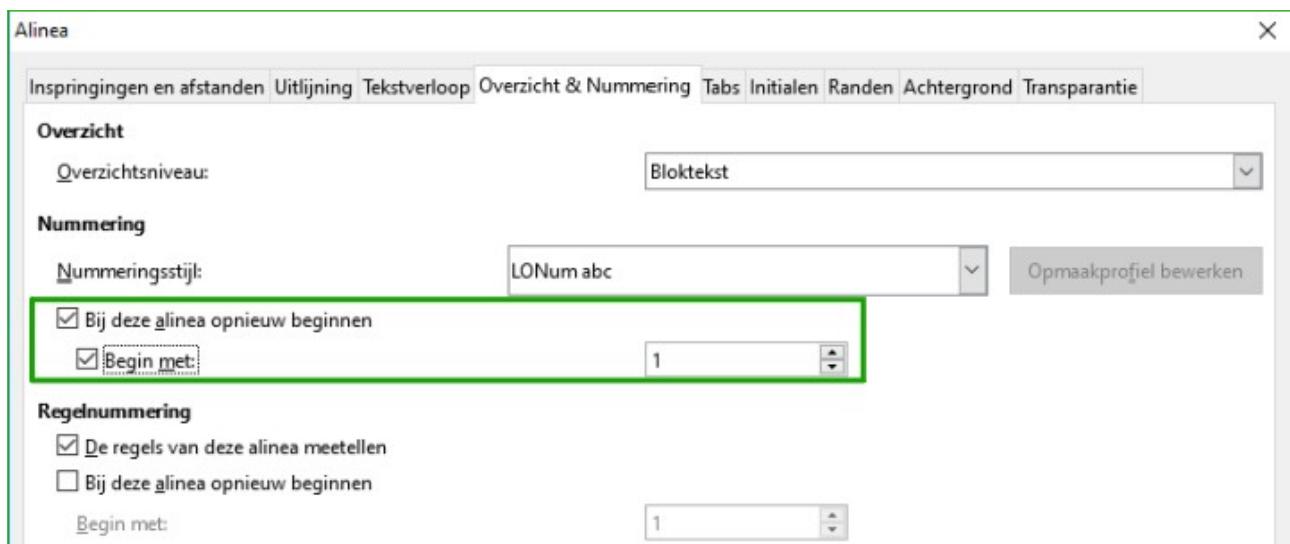 Alinea
Inspringingen en afstanden Uitlijning Tekstverloop Overzicht & Nummering Tabs Initialen Randen Achtergrond Transparantie
Overzicht
Overzichtsniveau: Bloktekst
Nummering
Nummeringsstijl: LONum abc Opmaakprofiel bewerken
Bij deze alinea opnieuw beginnen
Begin met: 1
Regelnummering
De regels van deze alinea meetellen
Bij deze alinea opnieuw beginnen
Begin met: 1